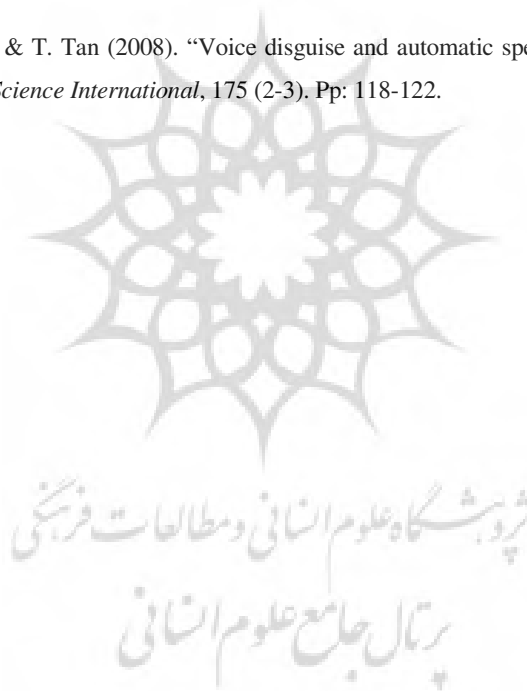 & T. Tan (2008). “Voice disguise and automatic spe
Science International, 175 (2-3). Pp: 118-122.
پژوهشگاه علوم انسانی و مطالعات فرهنگی
پرتال جامع علوم انسانی